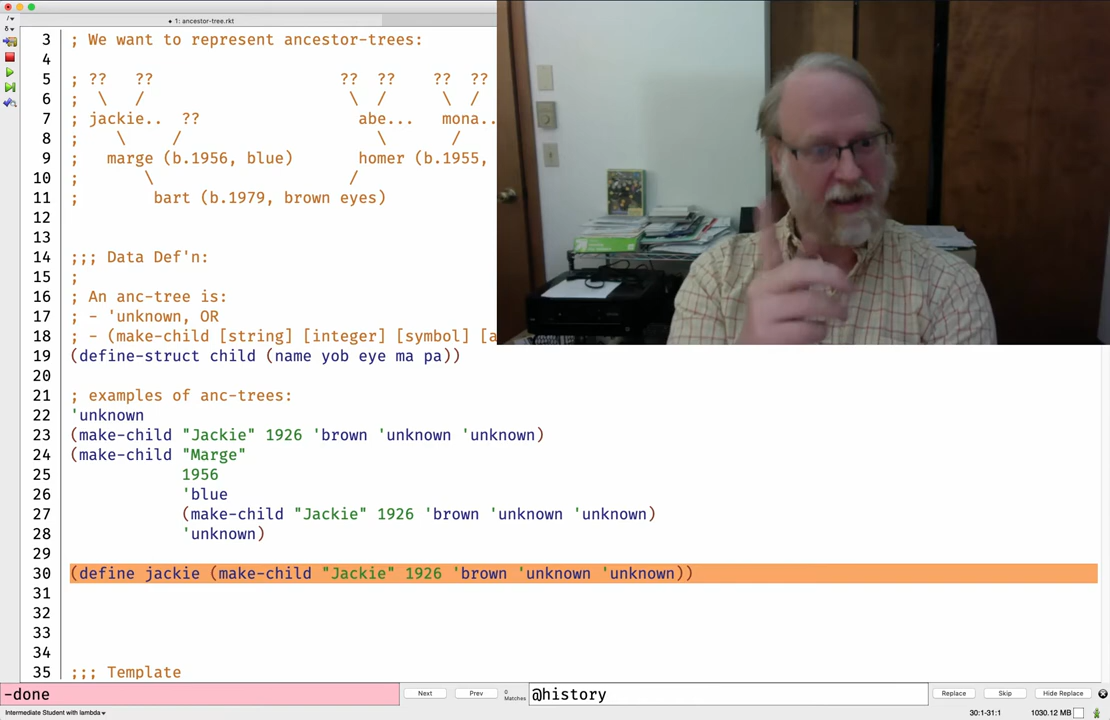 1: ancestor-tree.rkt
3 ; We want to represent ancestor-trees:
4
5 ; ?? ?? ?? ?? ?? ??
6 ; \ / \ / \ /
7 ; jackie.. ?? abe... mona..
8 ; \ / \ /
9 ; marge (b.1956, blue) homer (b.1955,
10 ; \ /
11 ; bart (b.1979, brown eyes)
12
13
14 ;;; Data Def'n:
15 ;
16 ; An anc-tree is:
17 ; - 'unknown, OR
18 ; - (make-child [string] [integer] [symbol] [a
19 (define-struct child (name yob eye ma pa))
20
21 ; examples of anc-trees:
22 'unknown
23 (make-child "Jackie" 1926 'brown 'unknown 'unknown)
24 (make-child "Marge"
25 1956
26 'blue
27 (make-child "Jackie" 1926 'brown 'unknown 'unknown)
28 'unknown)
29
30 (define jackie (make-child "Jackie" 1926 'brown 'unknown 'unknown))
31
32
33
34
35 ;;; Template
-done Next Prev 0 Matches @history Replace Skip Hide Replace
Intermediate Student with lambda 30:1-31:1 1030.12 MB